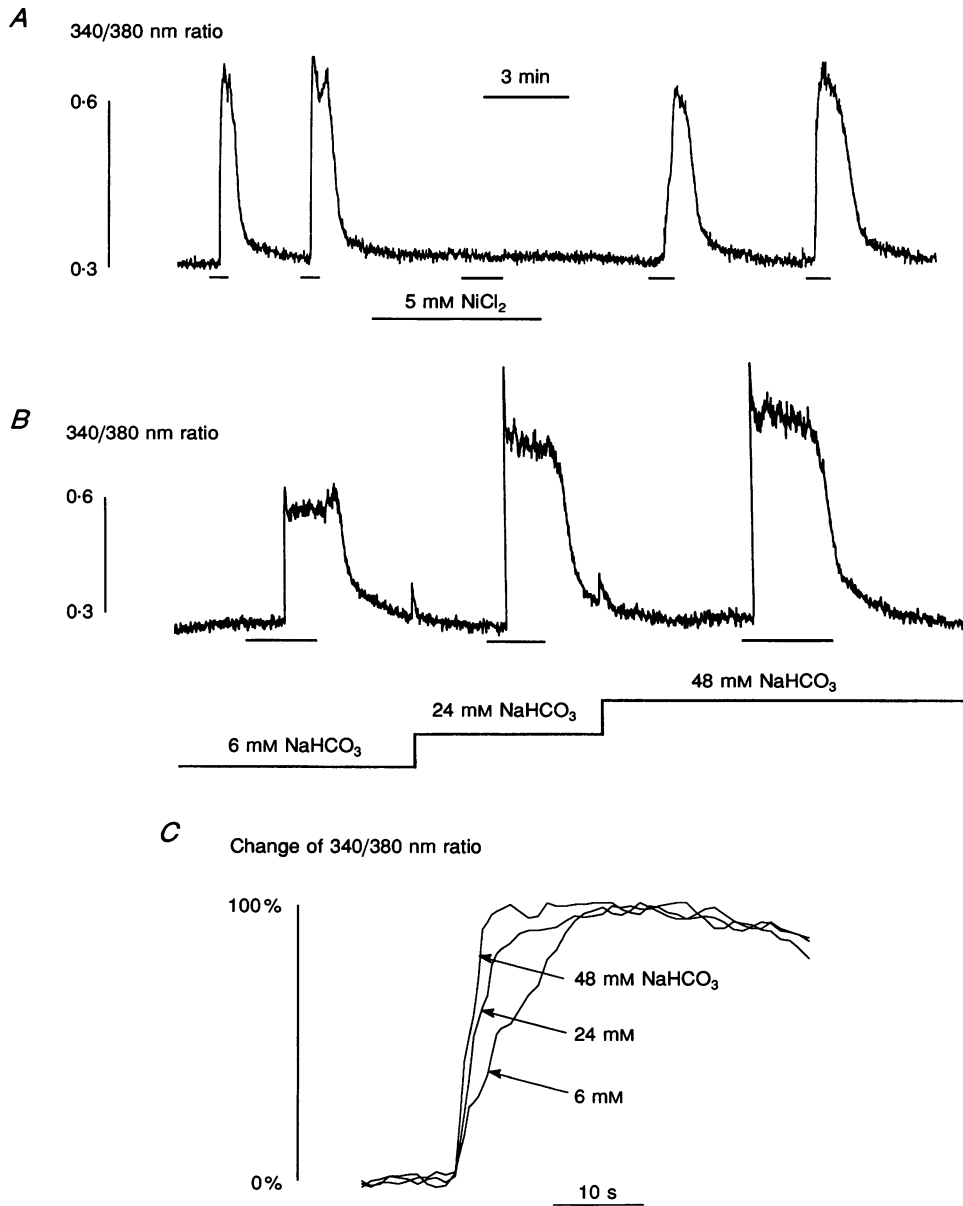 A
340/380 nm ratio
3 min
0·6
0·3
5 mM NiCl₂
B
340/380 nm ratio
0·6
0·3
48 mM NaHCO₃
24 mM NaHCO₃
6 mM NaHCO₃
C
Change of 340/380 nm ratio
100%
48 mM NaHCO₃
24 mM
6 mM
0%
10 s